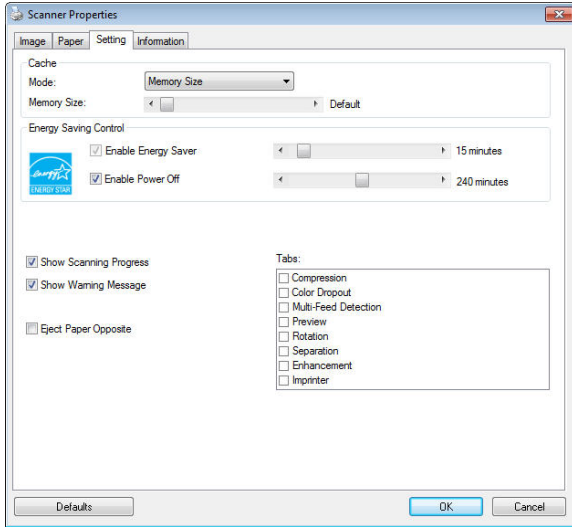 Scanner Properties
Image Paper Setting Information
Cache
Mode: Memory Size
Memory Size: Default
Energy Saving Control
Enable Energy Saver 15 minutes
energy
ENERGY STAR
Enable Power Off 240 minutes
Show Scanning Progress
Show Warning Message
Eject Paper Opposite
Tabs:
Compression
Color Dropout
Multi-Feed Detection
Preview
Rotation
Separation
Enhancement
Imprinter
Defaults OK Cancel